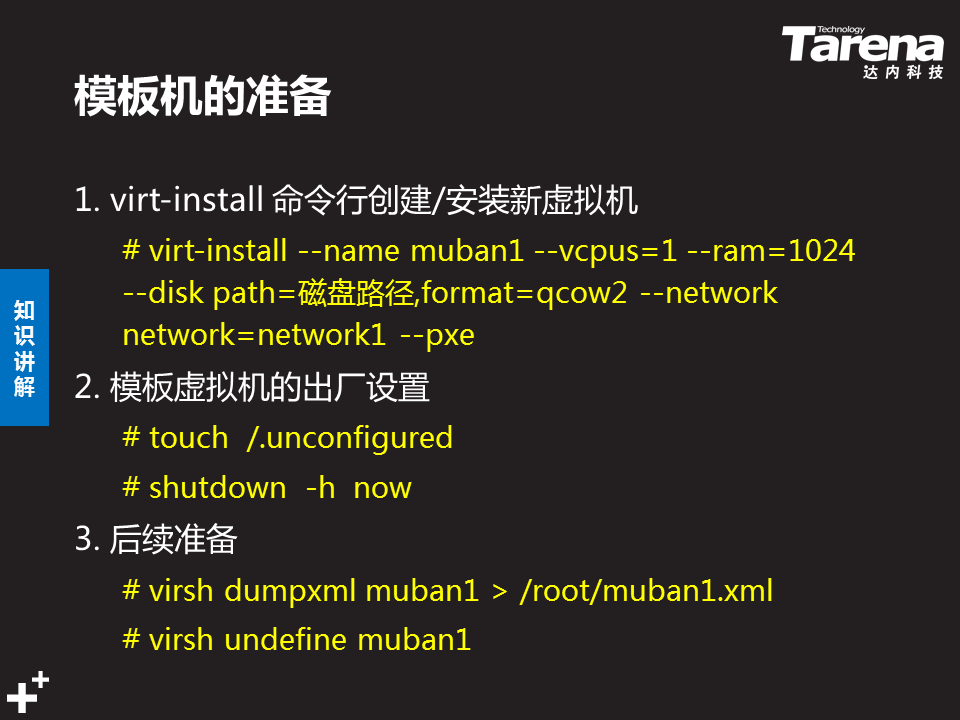 Technology
Tarena
达内科技
模板机的准备
1. virt-install 命令行创建/安装新虚拟机
# virt-install --name muban1 --vcpus=1 --ram=1024
--disk path=磁盘路径,format=qcow2 --network
network=network1 --pxe
知识讲解
2. 模板虚拟机的出厂设置
# touch /.unconfigured
# shutdown -h now
3. 后续准备
# virsh dumpxml muban1 > /root/muban1.xml
# virsh undefine muban1